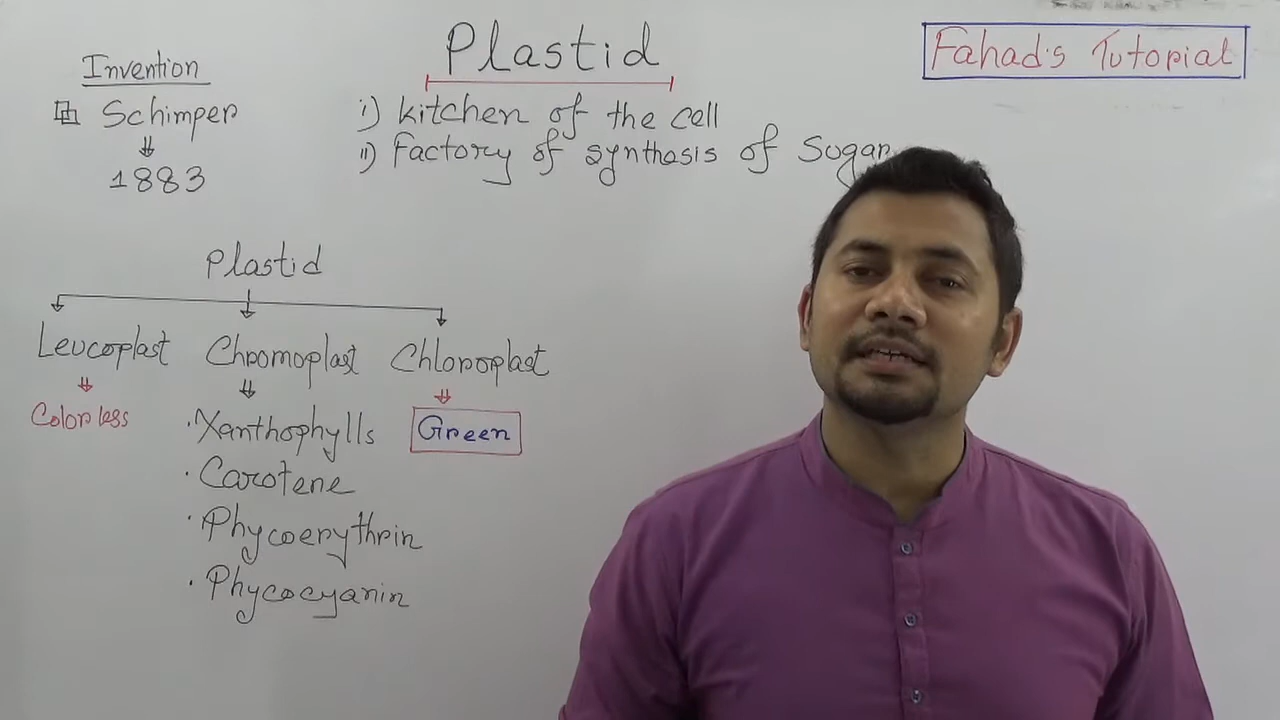 Plastid
Fahad's Tutorial
Invention
Schimper
⇓
1883
i) kitchen of the cell
ii) factory of synthesis of Sugar
Plastid
Leucoplast Chromoplast Chloroplast
⇓ ⇓ ⇓
Colorless
· Xanthophylls
Green
· Carotene
· Phycoerythrin
· Phycocyanin